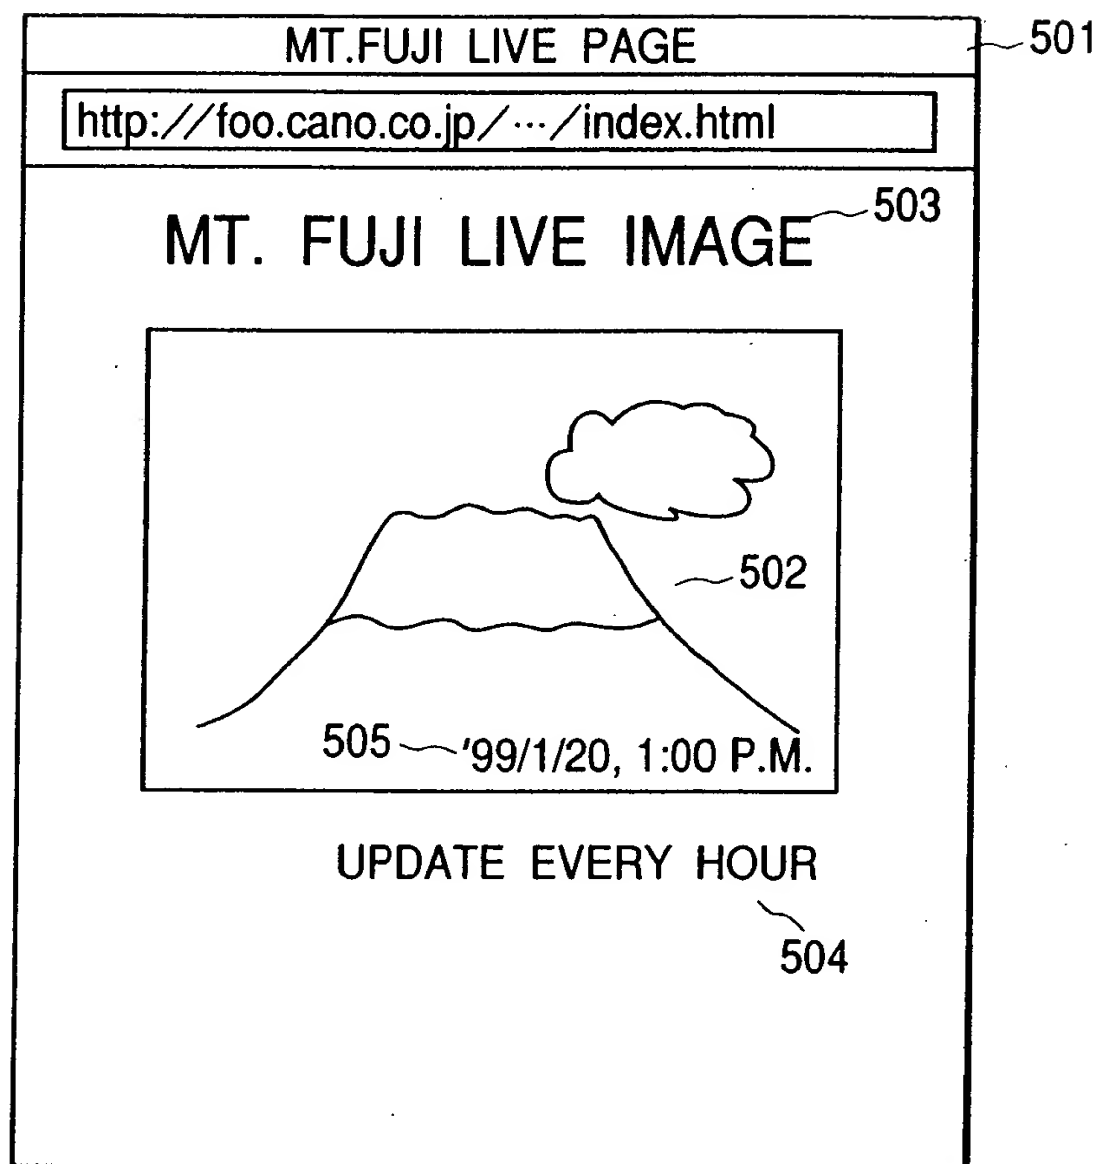 MT.FUJI LIVE PAGE
501
http://foo.cano.co.jp/···/index.html
503
MT. FUJI LIVE IMAGE
502
505
'99/1/20, 1:00 P.M.
UPDATE EVERY HOUR
504